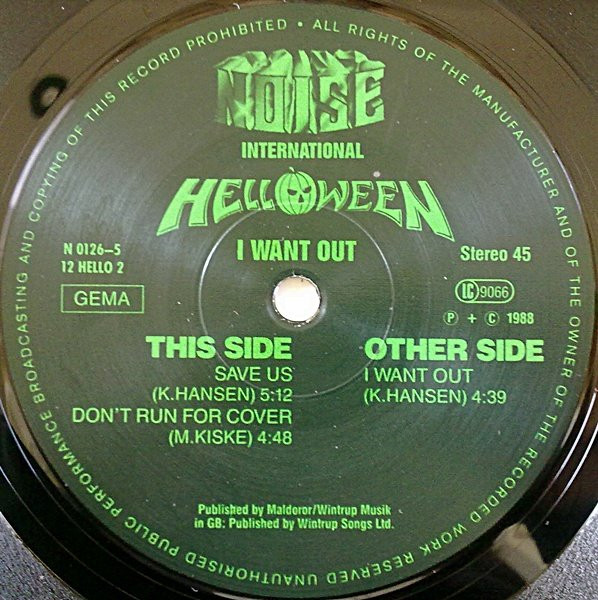 NOISE
INTERNATIONAL
HELLOWEEN
I WANT OUT
N 0126–5
12 HELLO 2
Stereo 45
GEMA
LC 9066
P + C 1988
THIS SIDE
SAVE US
(K.HANSEN) 5:12
DON'T RUN FOR COVER
(M.KISKE) 4:48
OTHER SIDE
I WANT OUT
(K.HANSEN) 4:39
Published by Maldoror/Wintrup Musik
in GB: Published by Wintrup Songs Ltd.
ALL RIGHTS OF THE MANUFACTURER AND OF THE OWNER OF THE RECORDED WORK RESERVED UNAUTHORISED PUBLIC PERFORMANCE BROADCASTING AND COPYING OF THIS RECORD PROHIBITED •